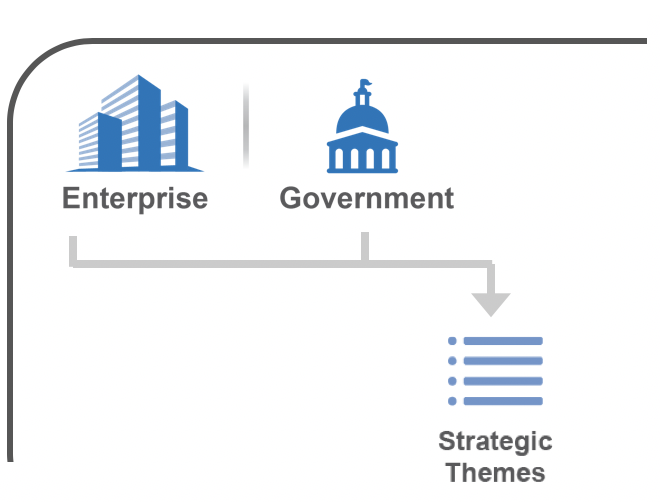 Enterprise
Government
Strategic
Themes